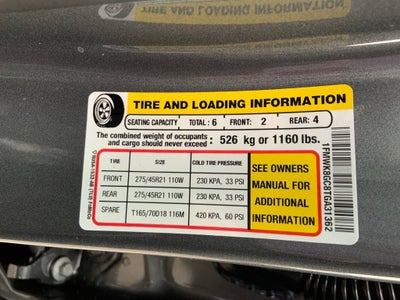 TIRE AND LOADING INFORMATION
SEATING CAPACITY TOTAL: 6 FRONT: 2 REAR: 4
The combined weight of occupants
and cargo should never exceed: 526 kg or 1160 lbs.
TIRE SIZE COLD TIRE PRESSURE
FRONT 275/45R21 110W 230 KPA, 33 PSI
REAR 275/45R21 110W 230 KPA, 33 PSI
SPARE T165/70D18 116M 420 KPA, 60 PSI
SEE OWNERS
MANUAL FOR
ADDITIONAL
INFORMATION
1FMWK8GC8TGA31362